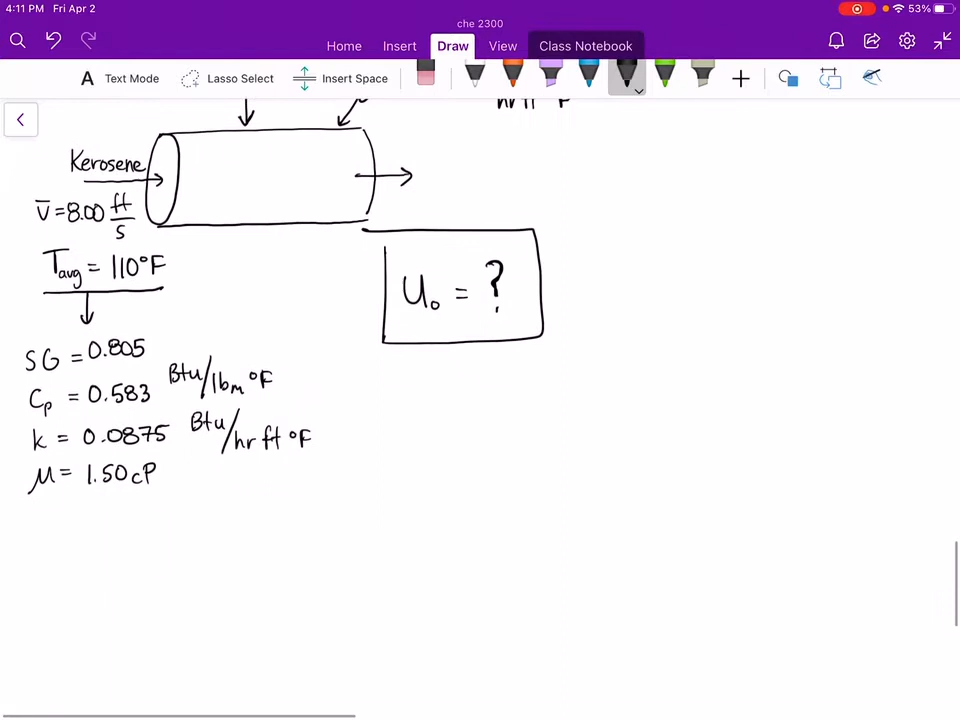 4:11 PM Fri Apr 2
53%
che 2300
Home Insert Draw View Class Notebook
A Text Mode Lasso Select Insert Space
Kerosene
V̄ = 8.00 ft/s
Tavg = 110°F
U₀ = ?
SG = 0.805
Cp = 0.583 Btu/lbm °F
k = 0.0875 Btu/hr ft °F
μ = 1.50 cP